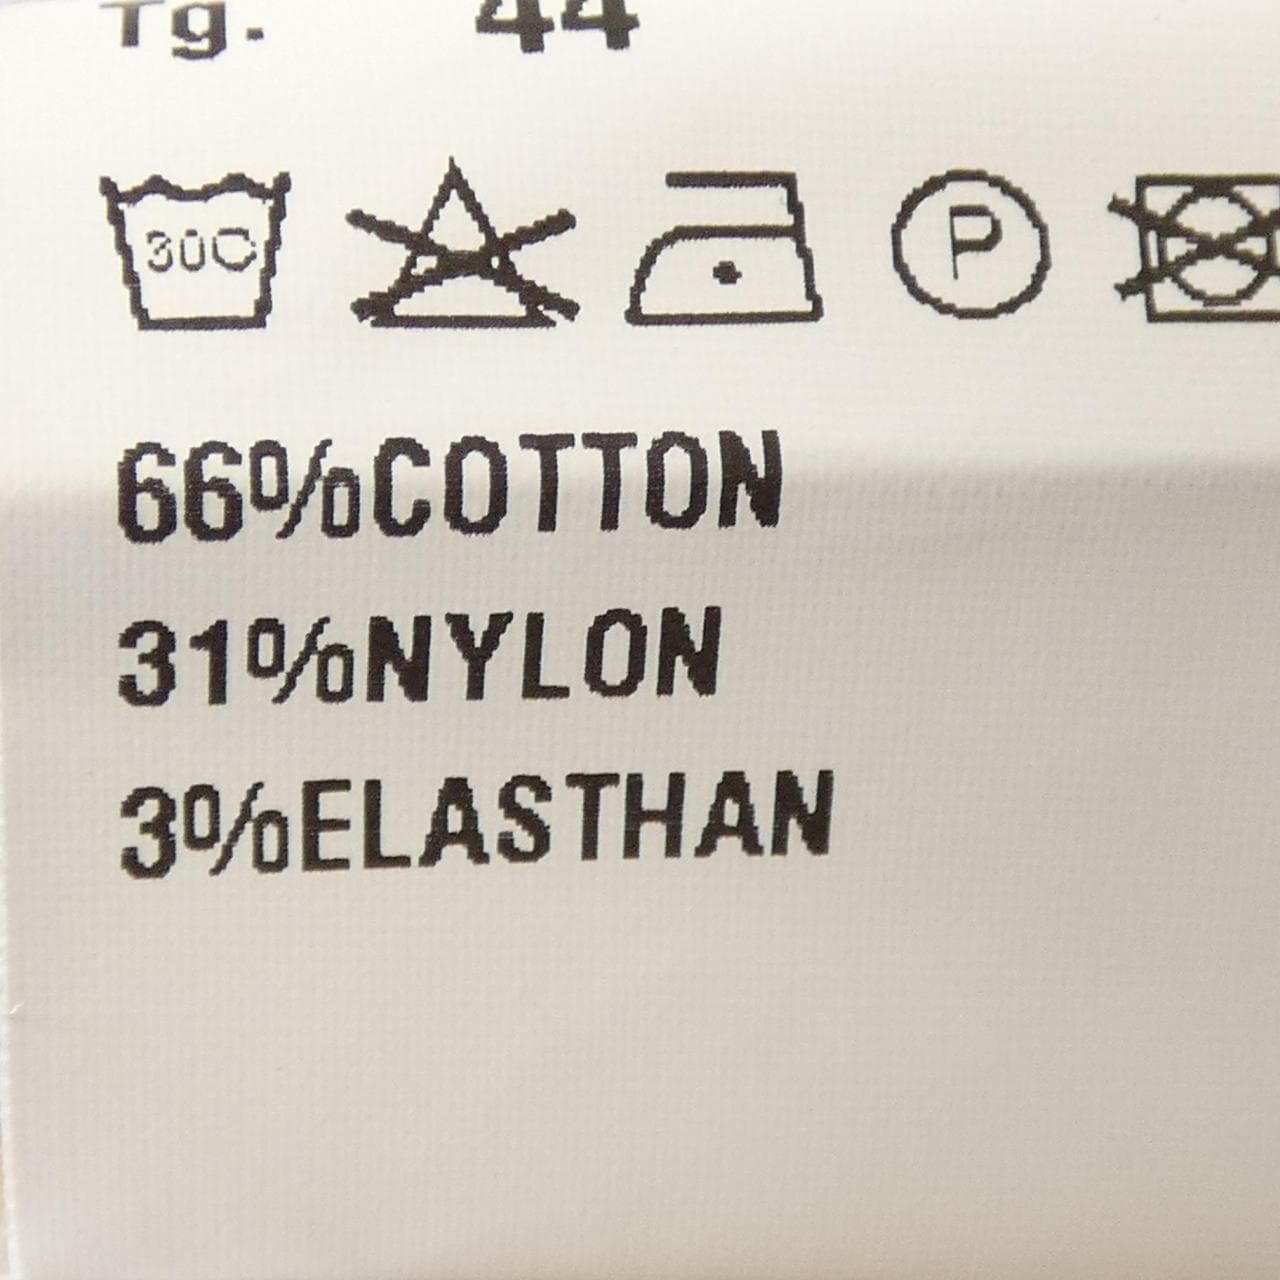 Tg. 44
30C
P
66%COTTON
31%NYLON
3%ELASTHAN